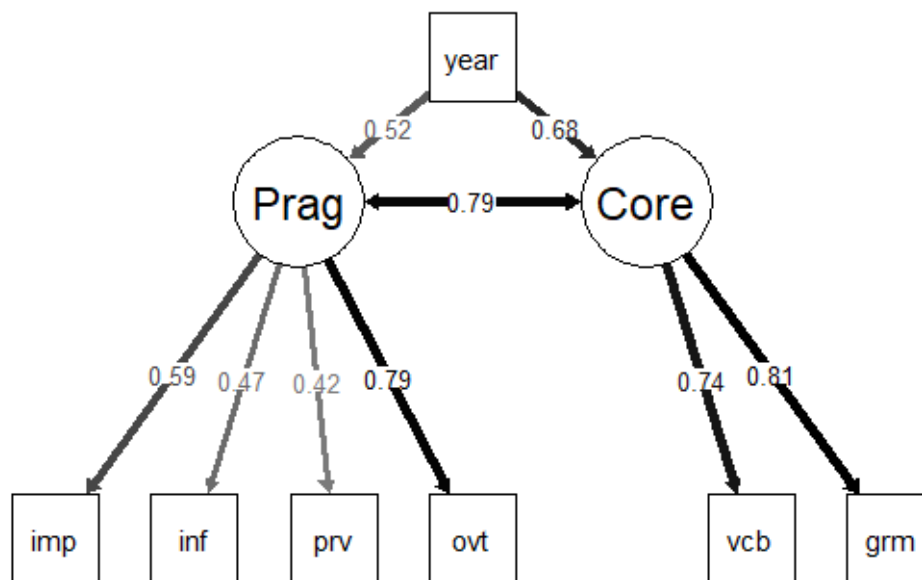 year
0.52
0.68
Prag
0.79
Core
0.59
0.47
0.42
0.79
0.74
0.81
imp
inf
prv
ovt
vcb
grm